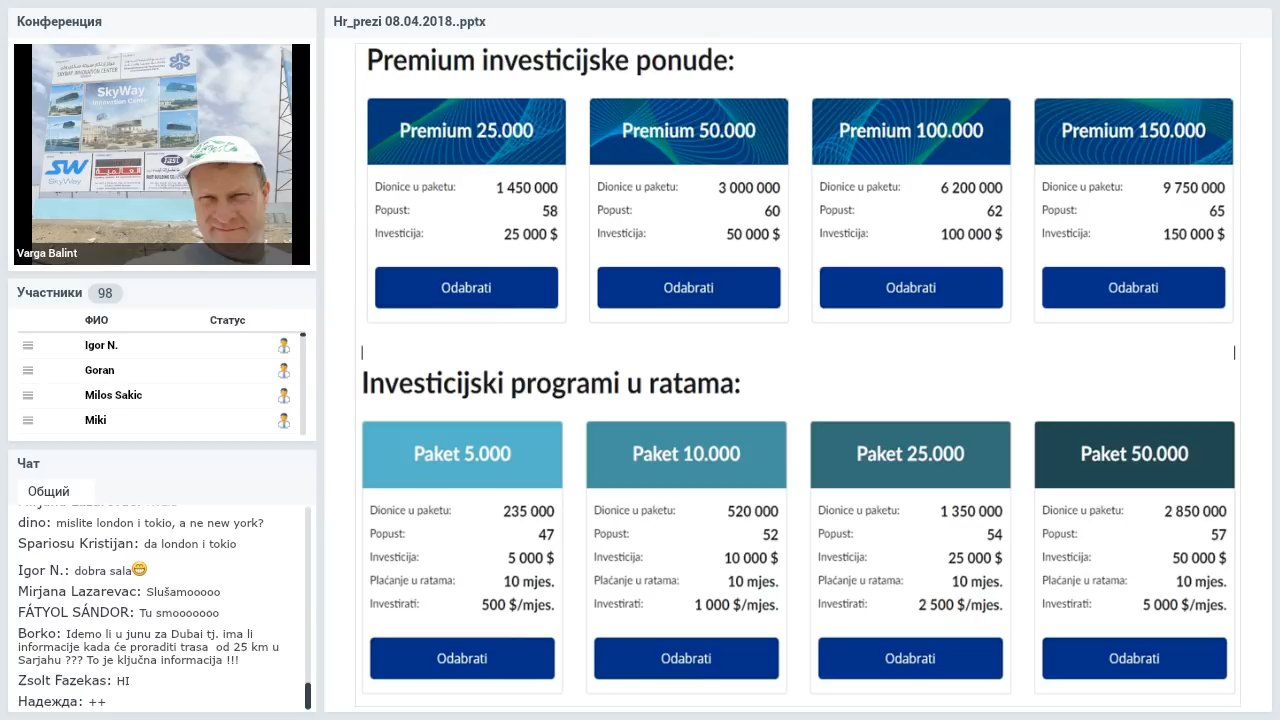 Конференция
SKYWAY INNOVATION CENTER
SkyWay
Innovation Center
SW
SkyWay
Varga Balint
Участники 98
ФИО Статус
Igor N.
Goran
Milos Sakic
Miki
Чат
Общий
dino: mislite london i tokio, a ne new york?
Spariosu Kristijan: da london i tokio
Igor N.: dobra sala😁
Mirjana Lazarevac: Slušamooooo
FÁTYOL SÁNDOR: Tu smooooooo
Borko: Idemo li u junu za Dubai tj. ima li
informacije kada će proraditi trasa od 25 km u
Sarjahu ??? To je ključna informacija !!!
Zsolt Fazekas: HI
Надежда: ++
Hr_prezi 08.04.2018..pptx
Premium investicijske ponude:
Premium 25.000 Premium 50.000 Premium 100.000 Premium 150.000
Dionice u paketu: 1 450 000 Dionice u paketu: 3 000 000 Dionice u paketu: 6 200 000 Dionice u paketu: 9 750 000
Popust: 58 Popust: 60 Popust: 62 Popust: 65
Investicija: 25 000 $ Investicija: 50 000 $ Investicija: 100 000 $ Investicija: 150 000 $
Odabrati Odabrati Odabrati Odabrati
Investicijski programi u ratama:
Paket 5.000 Paket 10.000 Paket 25.000 Paket 50.000
Dionice u paketu: 235 000 Dionice u paketu: 520 000 Dionice u paketu: 1 350 000 Dionice u paketu: 2 850 000
Popust: 47 Popust: 52 Popust: 54 Popust: 57
Investicija: 5 000 $ Investicija: 10 000 $ Investicija: 25 000 $ Investicija: 50 000 $
Plaćanje u ratama: 10 mjes. Plaćanje u ratama: 10 mjes. Plaćanje u ratama: 10 mjes. Plaćanje u ratama: 10 mjes.
Investirati: 500 $/mjes. Investirati: 1 000 $/mjes. Investirati: 2 500 $/mjes. Investirati: 5 000 $/mjes.
Odabrati Odabrati Odabrati Odabrati